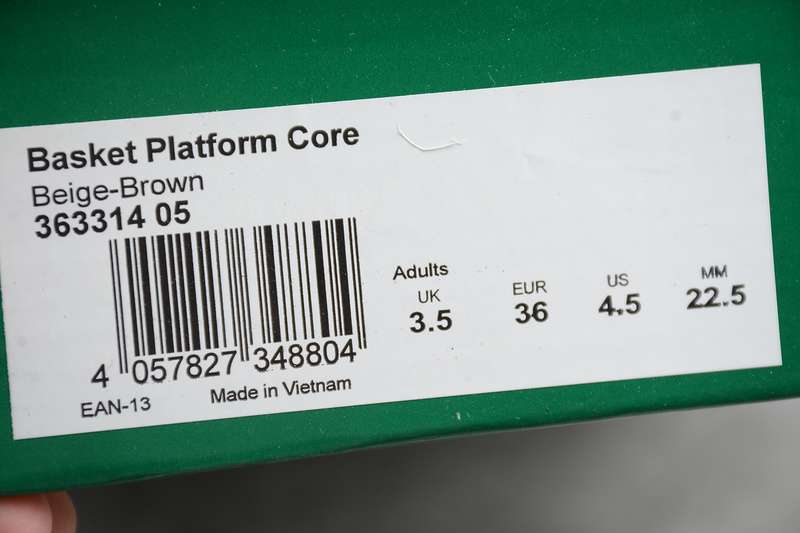 Basket Platform Core
Beige-Brown
363314 05
4 057827 348804
EAN-13
Made in Vietnam
Adults
UK EUR US MM
3.5 36 4.5 22.5